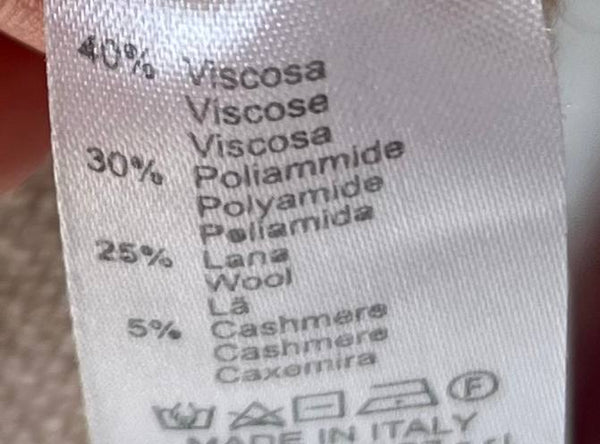 40% Viscosa
Viscose
Viscosa
30% Poliammide
Polyamide
Poliamida
25% Lana
Wool
Lã
5% Cashmere
Cashmere
Caxemira
F
MADE IN ITALY